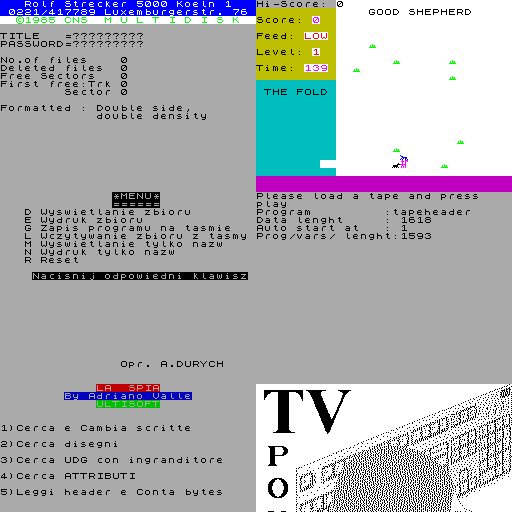 Rolf Strecker 5000 Koeln 1
0221/417789 Luxemburgerstr. 76
©1985 CNS MULTIDISK
TITLE =?????????
PASSWORD=?????????
No.of files 0
Deleted files 0
Free Sectors 0
First free:Trk 0
Sector 0
Formatted : Double side,
double density
Hi-Score: 0
Score: 0
Feed: LOW
Level: 1
Time: 139
GOOD SHEPHERD
THE FOLD
*MENU*
======
D Wyswietlanie zbioru
E Wydruk zbioru
G Zapis programu na tasmie
L Wczytywanie zbioru z tasmy
M Wyswietlanie tylko nazw
N Wydruk tylko nazw
R Reset
Nacisnij odpowiedni klawisz
Opr. A.DURYCH
Please load a tape and press
play
Program :tapeheader
Data lenght : 1618
Auto start at : 1
Prog/vars/ lenght:1593
LA SPIA
By Adriano Valle
ULTISOFT
1)Cerca e Cambia scritte
2)Cerca disegni
3)Cerca UDG con ingranditore
4)Cerca ATTRIBUTI
5)Leggi header e Conta bytes
TV
P
O
N